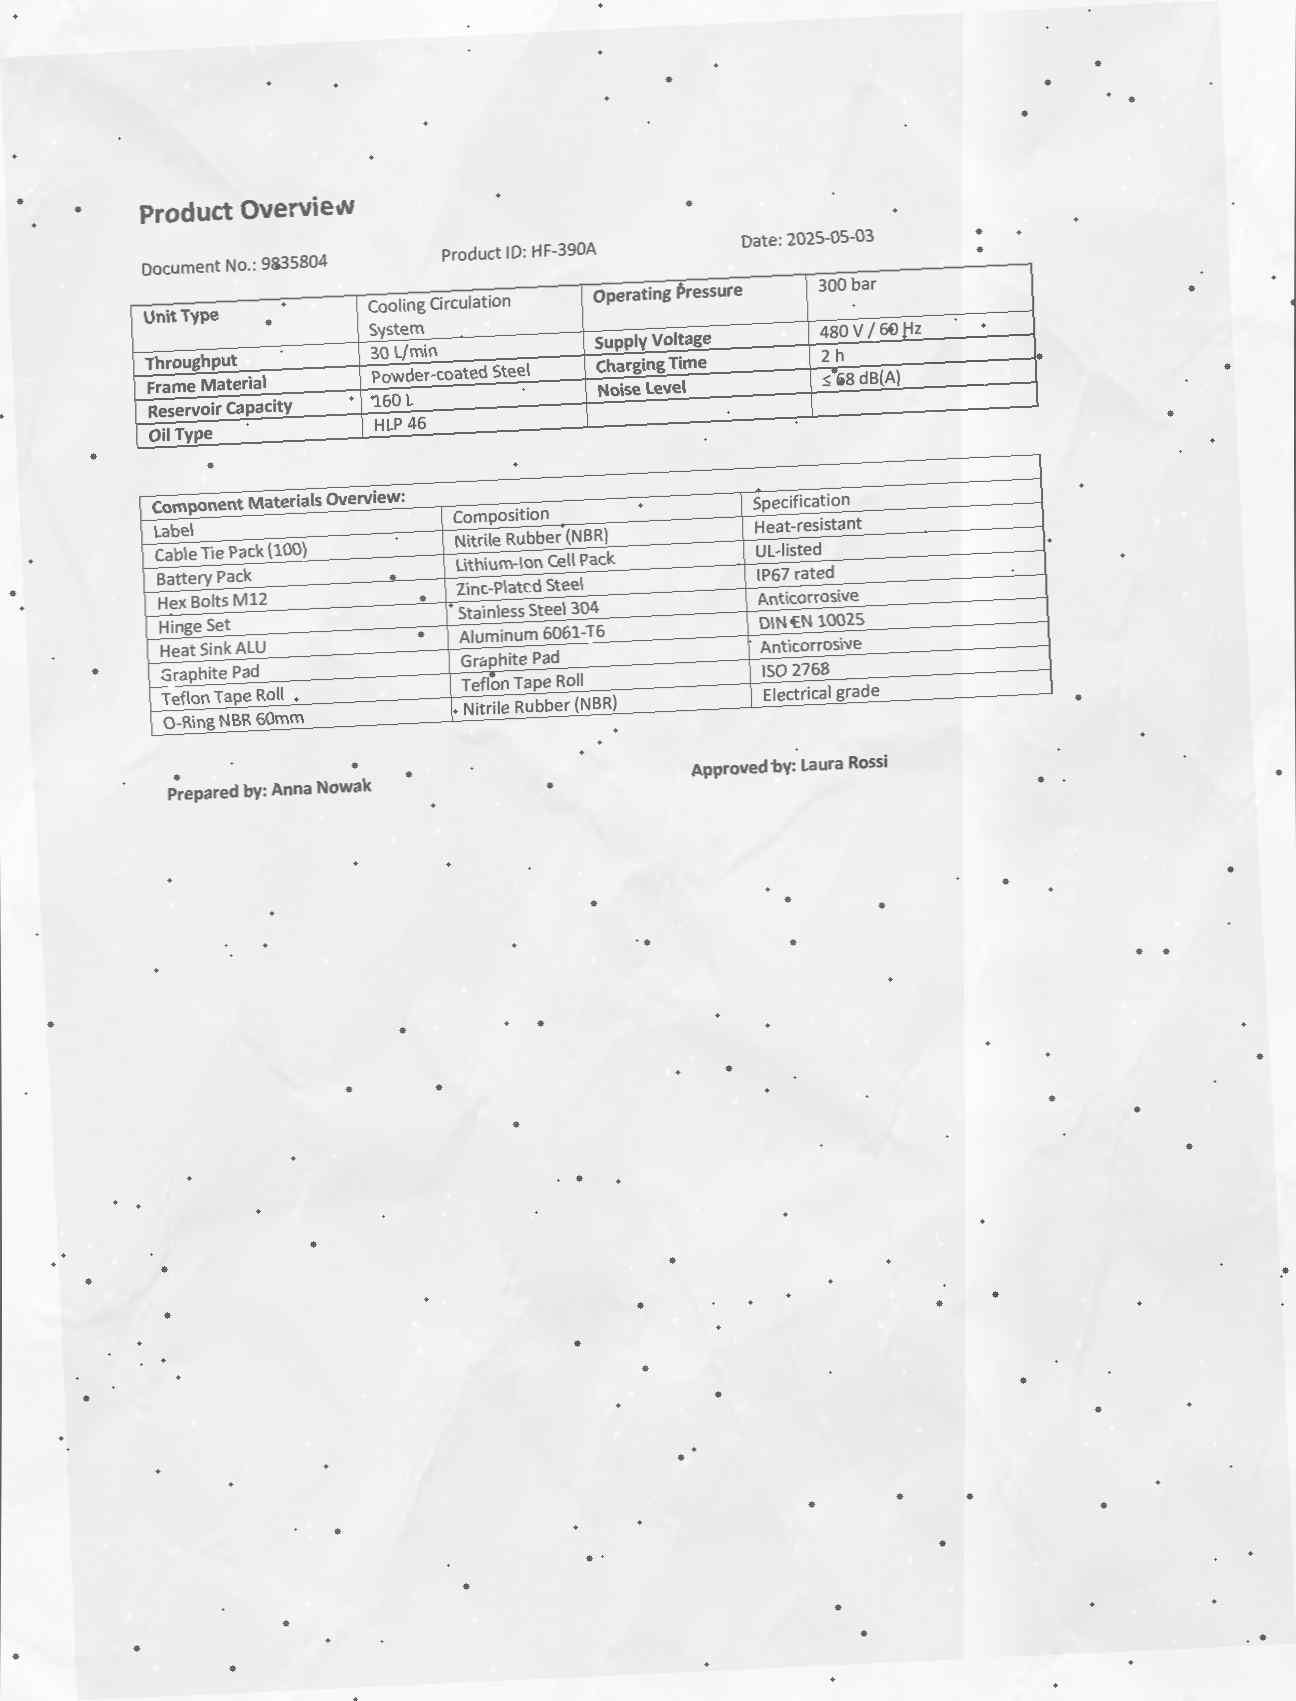 Product Overview
Document No.: 9835804 Product ID: HF-390A Date: 2025-05-03
Unit Type Cooling Circulation System Operating Pressure 300 bar
Throughput 30 L/min Supply Voltage 480 V / 60 Hz
Frame Material Powder-coated Steel Charging Time 2 h
Reservoir Capacity 160 L Noise Level ≤ 68 dB(A)
Oil Type HLP 46
Component Materials Overview:
Label Composition Specification
Cable Tie Pack (100) Nitrile Rubber (NBR) Heat-resistant
Battery Pack Lithium-Ion Cell Pack UL-listed
Hex Bolts M12 Zinc-Plated Steel IP67 rated
Hinge Set Stainless Steel 304 Anticorrosive
Heat Sink ALU Aluminum 6061-T6 DIN EN 10025
Graphite Pad Graphite Pad Anticorrosive
Teflon Tape Roll Teflon Tape Roll ISO 2768
O-Ring NBR 60mm Nitrile Rubber (NBR) Electrical grade
Prepared by: Anna Nowak Approved by: Laura Rossi